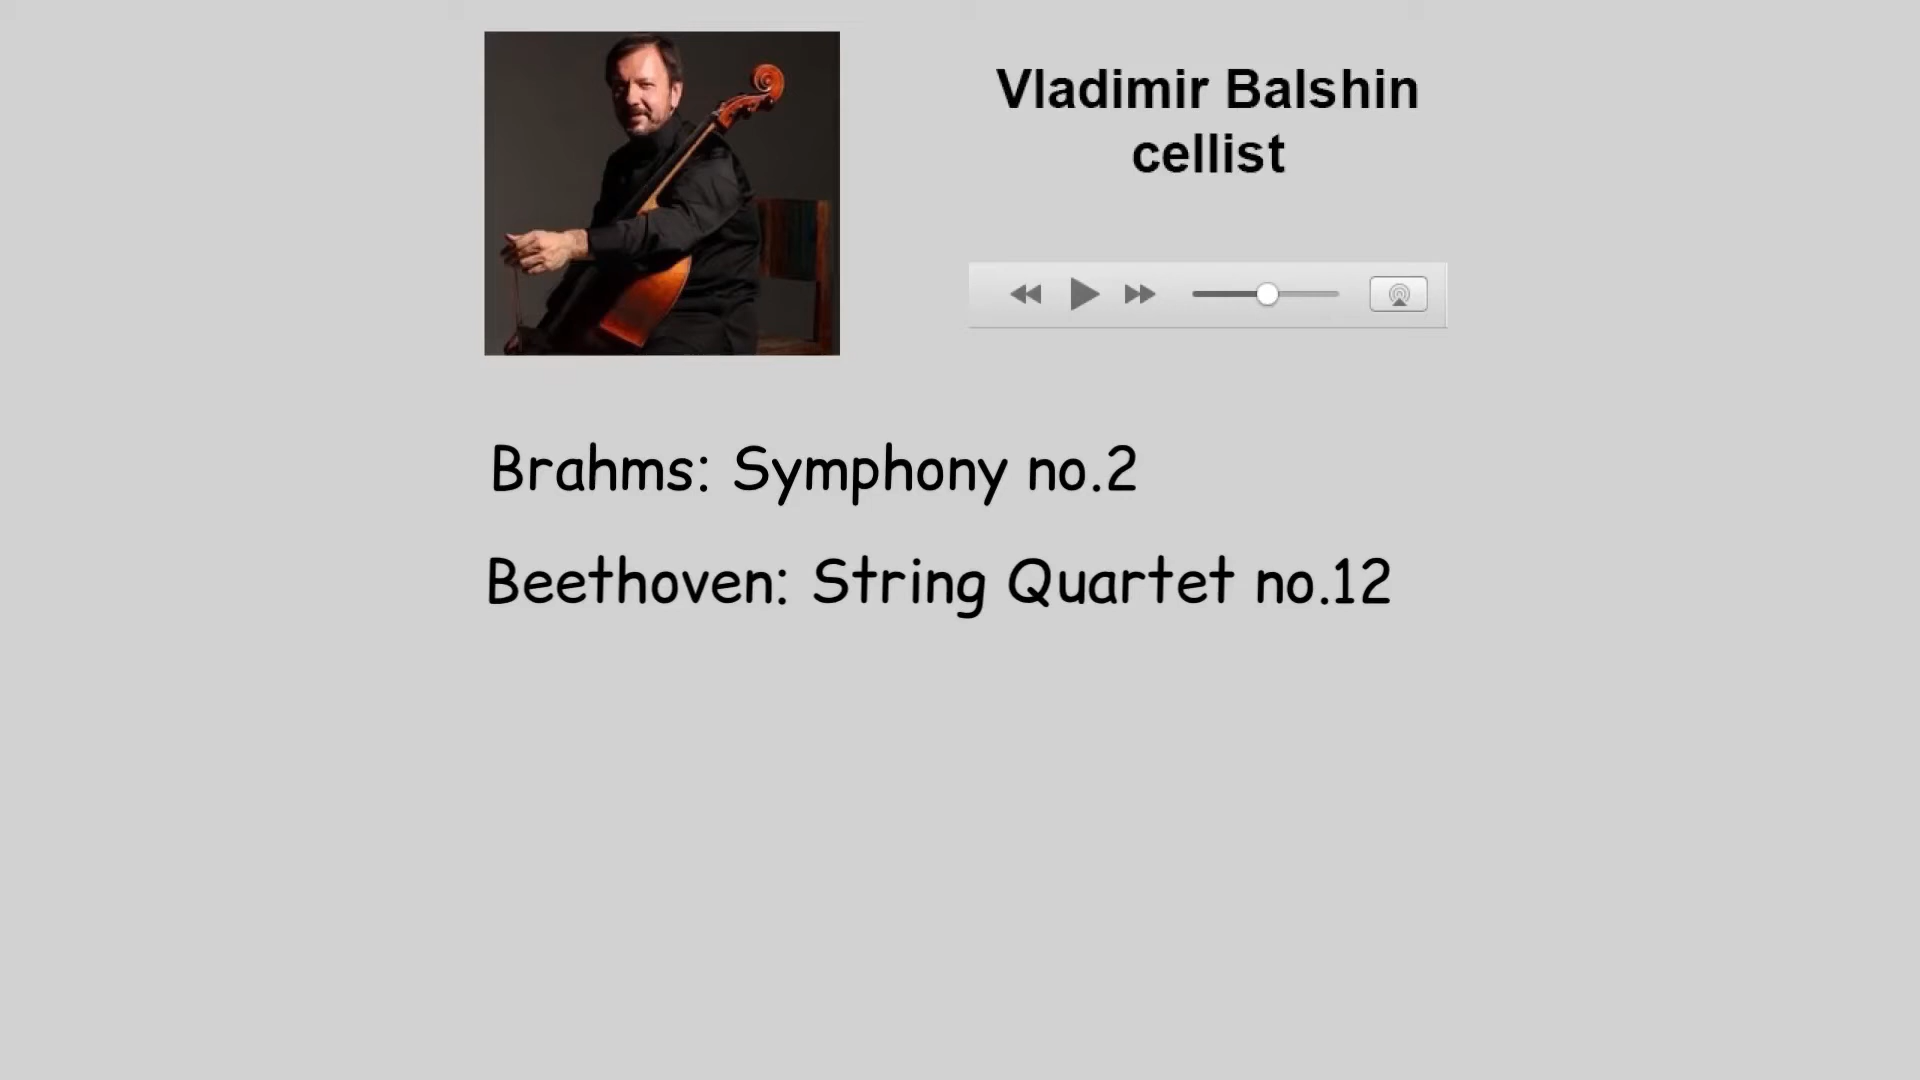 Vladimir Balshin
cellist
Brahms: Symphony no.2
Beethoven: String Quartet no.12